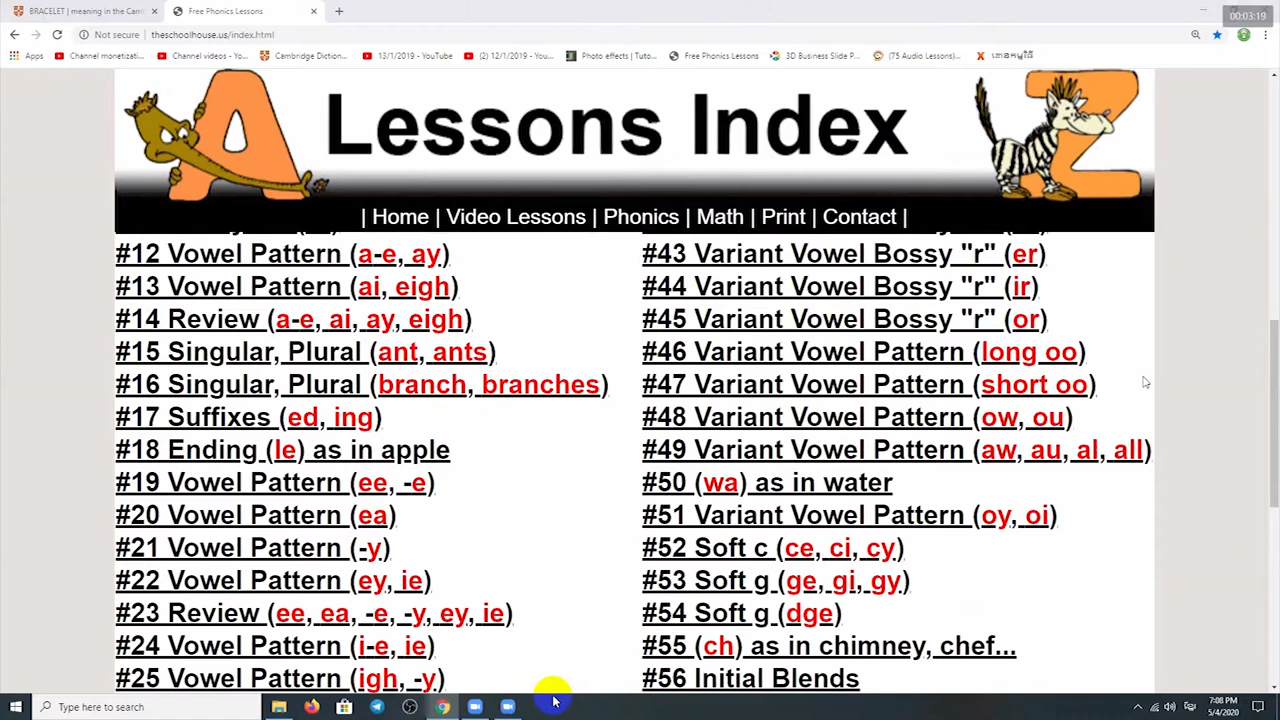 BRACELET | meaning in the Cam
Free Phonics Lessons
00:03:19
Not secure | theschoolhouse.us/index.html
Apps
Channel monetizati...
Channel videos - Yo...
Cambridge Diction...
13/1/2019 - YouTube
(2) 12/1/2019 - You...
Photo effects | Tuto...
Free Phonics Lessons
3D Business Slide P...
(75 Audio Lessons)...
A Lessons Index Z
| Home | Video Lessons | Phonics | Math | Print | Contact |
#12 Vowel Pattern (a-e, ay)
#13 Vowel Pattern (ai, eigh)
#14 Review (a-e, ai, ay, eigh)
#15 Singular, Plural (ant, ants)
#16 Singular, Plural (branch, branches)
#17 Suffixes (ed, ing)
#18 Ending (le) as in apple
#19 Vowel Pattern (ee, -e)
#20 Vowel Pattern (ea)
#21 Vowel Pattern (-y)
#22 Vowel Pattern (ey, ie)
#23 Review (ee, ea, -e, -y, ey, ie)
#24 Vowel Pattern (i-e, ie)
#25 Vowel Pattern (igh, -y)
#43 Variant Vowel Bossy "r" (er)
#44 Variant Vowel Bossy "r" (ir)
#45 Variant Vowel Bossy "r" (or)
#46 Variant Vowel Pattern (long oo)
#47 Variant Vowel Pattern (short oo)
#48 Variant Vowel Pattern (ow, ou)
#49 Variant Vowel Pattern (aw, au, al, all)
#50 (wa) as in water
#51 Variant Vowel Pattern (oy, oi)
#52 Soft c (ce, ci, cy)
#53 Soft g (ge, gi, gy)
#54 Soft g (dge)
#55 (ch) as in chimney, chef...
#56 Initial Blends
Type here to search
7:08 PM
5/4/2020